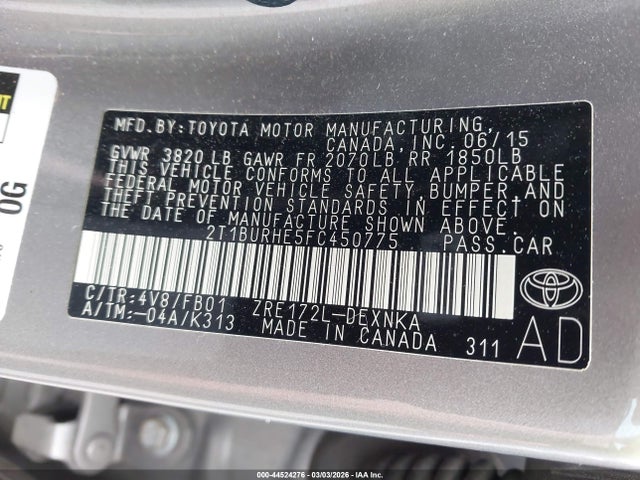 MFD.BY:TOYOTA MOTOR MANUFACTURING,
CANADA,INC. 06/15
GVWR 3820LB GAWR FR 2070LB,RR 1850LB
THIS VEHICLE CONFORMS TO ALL APPLICABLE
FEDERAL MOTOR VEHICLE SAFETY, BUMPER,AND
THEFT PREVENTION STANDARDS IN EFFECT ON
THE DATE OF MANUFACTURE SHOWN ABOVE.
2T1BURHE5FC450775 PASS.CAR
C/TR:4V8/FB01 ZRE172L-DEXNKA
A/TM:-04A/K313 MADE IN CANADA 311
AD
OG
000-44524276 | 03/03/2026 - IAA Inc.